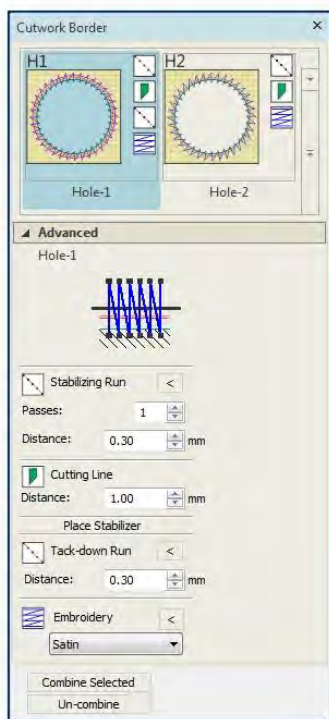 Cutwork Border
H1 H2
Hole-1 Hole-2
Advanced
Hole-1
Stabilizing Run <
Passes: 1
Distance: 0.30 mm
Cutting Line
Distance: 1.00 mm
Place Stabilizer
Tack-down Run <
Distance: 0.30 mm
Embroidery <
Satin
Combine Selected
Un-combine